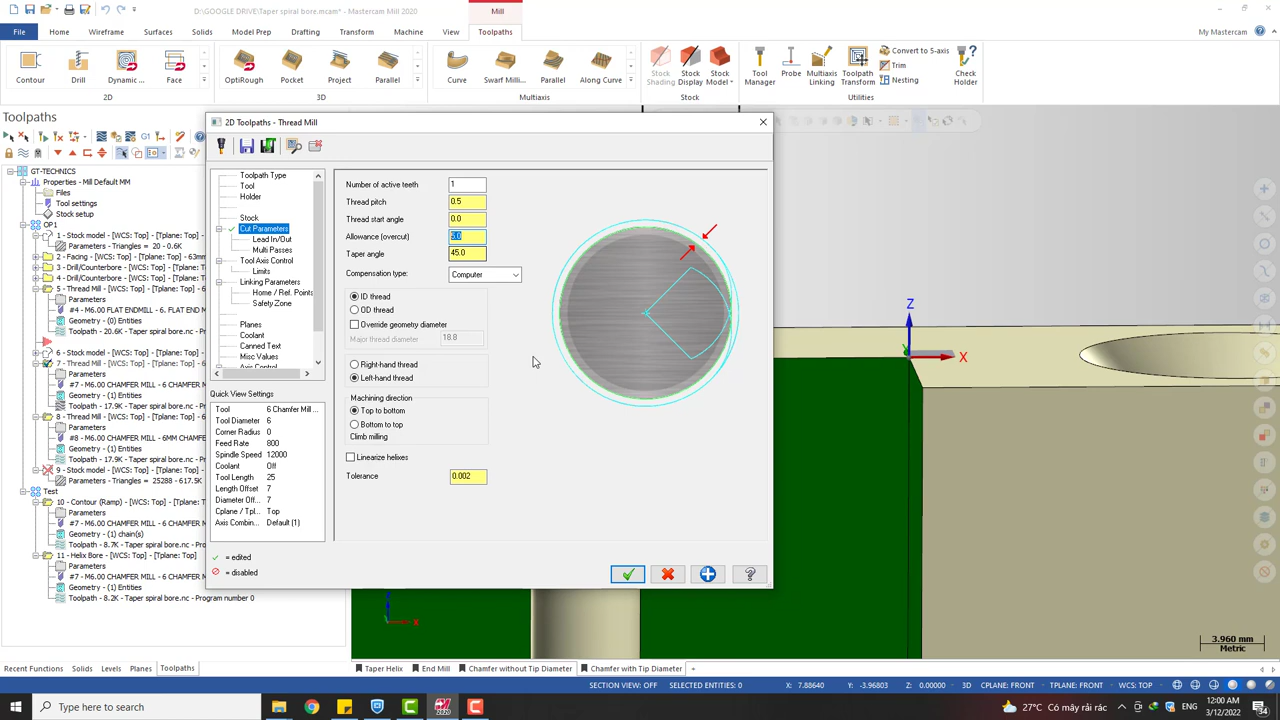 D:\GOOGLE DRIVE\Taper spiral bore.mcam* - Mastercam Mill 2020
Mill
File
Home
Wireframe
Surfaces
Solids
Model Prep
Drafting
Transform
Machine
View
Toolpaths
My Mastercam
Contour
Drill
Dynamic ...
Face
OptiRough
Pocket
Project
Parallel
Curve
Swarf Milli...
Parallel
Along Curve
Stock Shading
Stock Display
Stock Model
Tool Manager
Probe
Multiaxis Linking
Toolpath Transform
Convert to 5-axis
Trim
Nesting
Check Holder
2D
3D
Multiaxis
Stock
Utilities
Toolpaths
G1
GT-TECHNICS
Properties - Mill Default MM
Files
Tool settings
Stock setup
OP1
1 - Stock model - [WCS: Top] - [Tplane:
Parameters - Triangles = 20 - 0.6K
2 - Facing - [WCS: Top] - [Tplane: Top] - 63mm
3 - Drill/Counterbore - [WCS: Top] - [Tplane:
4 - Drill/Counterbore - [WCS: Top] - [Tplane:
5 - Thread Mill - [WCS: Top] - [Tplane: Top]
Parameters
#4 - FLAT ENDMILL - 6. FLAT ENDM
Geometry - (0) Entities
Toolpath - 20.6K - Taper spiral bore.nc
6 - Stock model - [WCS: Top] - [Tplane:
7 - Thread Mill - [WCS: Top] - [Tplane: Top]
Parameters
#7 - M6.00 CHAMFER MILL - 6 CHAM
Geometry - (1) Entities
Toolpath - 17.9K - Taper spiral bore.nc
8 - Thread Mill - [WCS: Top] - [Tplane: Top]
Parameters
#8 - M6.00 CHAMFER MILL - 6MM CHAM
Geometry - (1) Entities
Toolpath - 17.9K - Taper spiral bore.nc
9 - Stock model - [WCS: Top] - [Tplane:
Parameters - Triangles = 25288 - 617.5K
Test
10 - Contour (Ramp) - [WCS: Top] - [Tplane:
Parameters
#7 - M6.00 CHAMFER MILL - 6 CHAM
Geometry - (1) chain(s)
Toolpath - 8.7K - Taper spiral bore.nc
11 - Helix Bore - [WCS: Top] - [Tplane: Top]
Parameters
#7 - M6.00 CHAMFER MILL - 6 CHAM
Geometry - (1) Entities
Toolpath - 8.2K - Taper spiral bore.nc - Program number 0
2D Toolpaths - Thread Mill
Toolpath Type
Tool
Holder
Stock
Cut Parameters
Lead In/Out
Multi Passes
Tool Axis Control
Limits
Linking Parameters
Home / Ref. Points
Safety Zone
Planes
Coolant
Canned Text
Misc Values
Axis Control
Quick View Settings
Tool 6 Chamfer Mill ...
Tool Diameter 6
Corner Radius 0
Feed Rate 800
Spindle Speed 12000
Coolant Off
Tool Length 25
Length Offset 7
Diameter Off... 7
Cplane / Tpl... Top
Axis Combin... Default (1)
= edited
= disabled
Number of active teeth 1
Thread pitch 0.5
Thread start angle 0.0
Allowance (overcut)
Taper angle 45.0
Compensation type: Computer
ID thread
OD thread
Override geometry diameter
Major thread diameter 18.8
Right-hand thread
Left-hand thread
Machining direction
Top to bottom
Bottom to top
Climb milling
Linearize helixes
Tolerance 0.002
Z
X
3.960 mm
Metric
Recent Functions
Solids
Levels
Planes
Toolpaths
Taper Helix
End Mill
Chamfer without Tip Diameter
Chamfer with Tip Diameter
SECTION VIEW: OFF
SELECTED ENTITIES: 0
X: 7.88640
Y: -3.96803
Z: 0.00000
3D
CPLANE: FRONT
TPLANE: FRONT
WCS: TOP
Type here to search
27°C Có mây rải rác
ENG
12:00 AM
3/12/2022
34